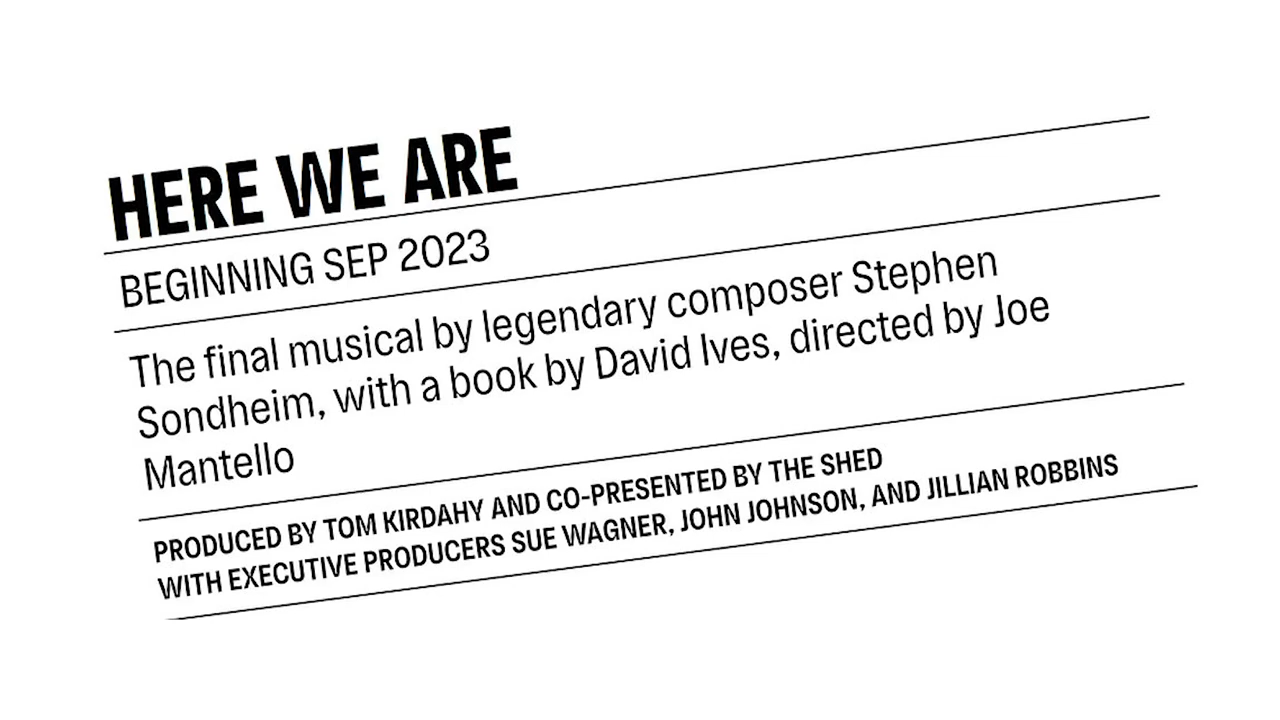 HERE WE ARE
BEGINNING SEP 2023
The final musical by legendary composer Stephen
Sondheim, with a book by David Ives, directed by Joe
Mantello
PRODUCED BY TOM KIRDAHY AND CO-PRESENTED BY THE SHED
WITH EXECUTIVE PRODUCERS SUE WAGNER, JOHN JOHNSON, AND JILLIAN ROBBINS